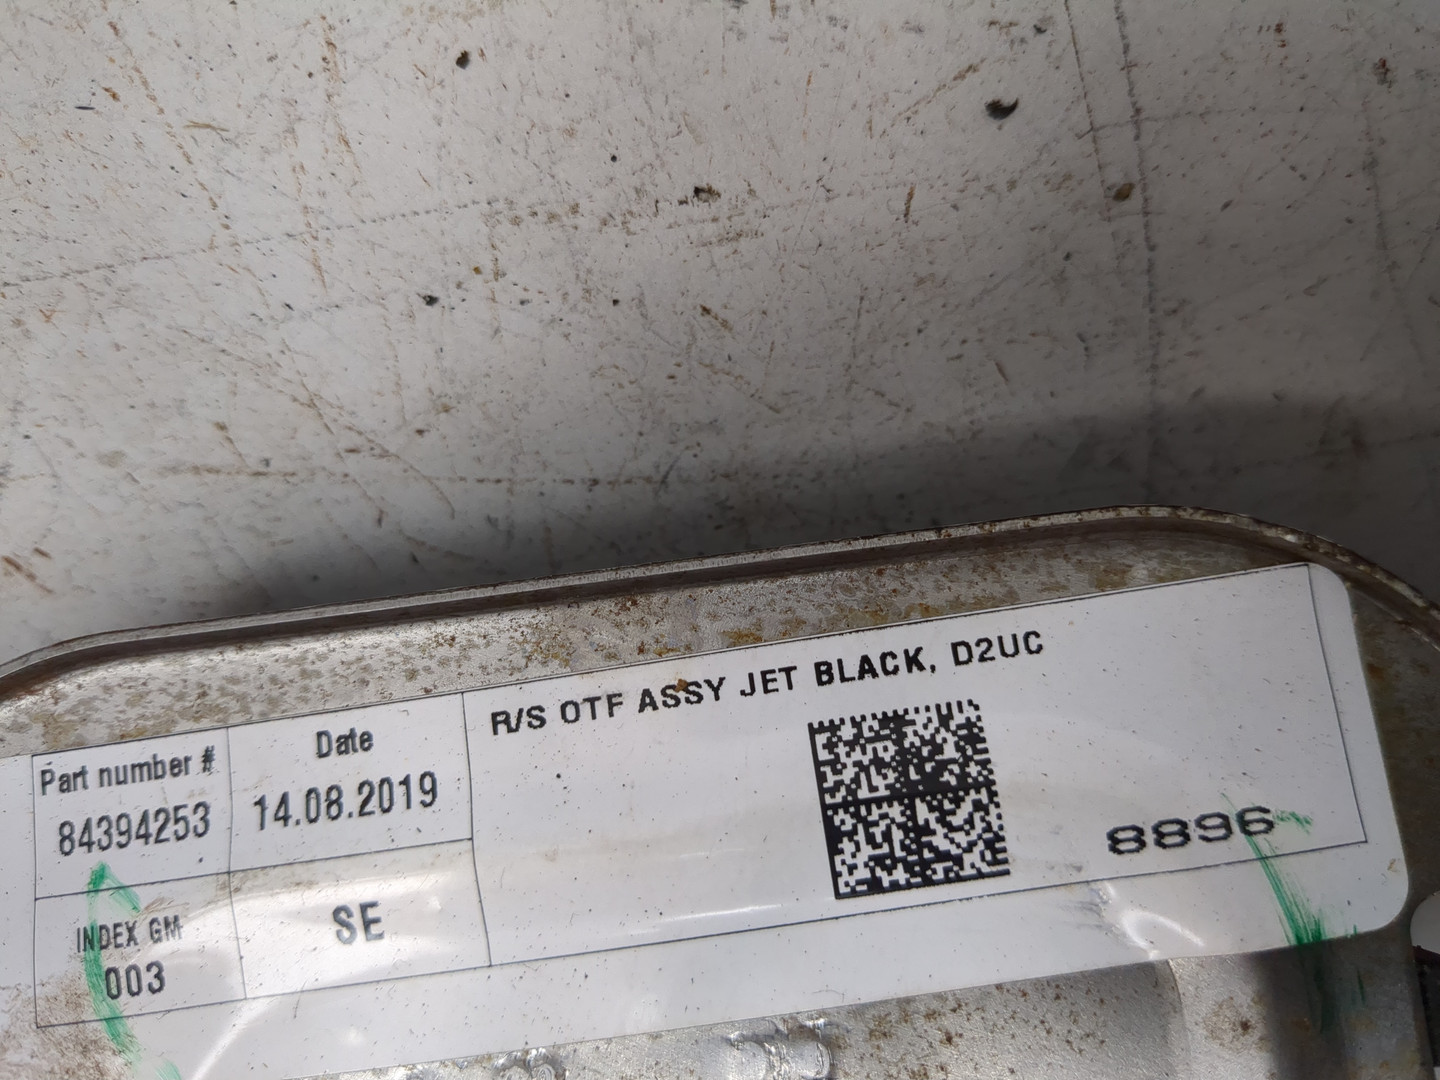 R/S OTF ASSY JET BLACK, D2UC
Part number #
84394253
Date
14.08.2019
INDEX GM
003
SE
8896